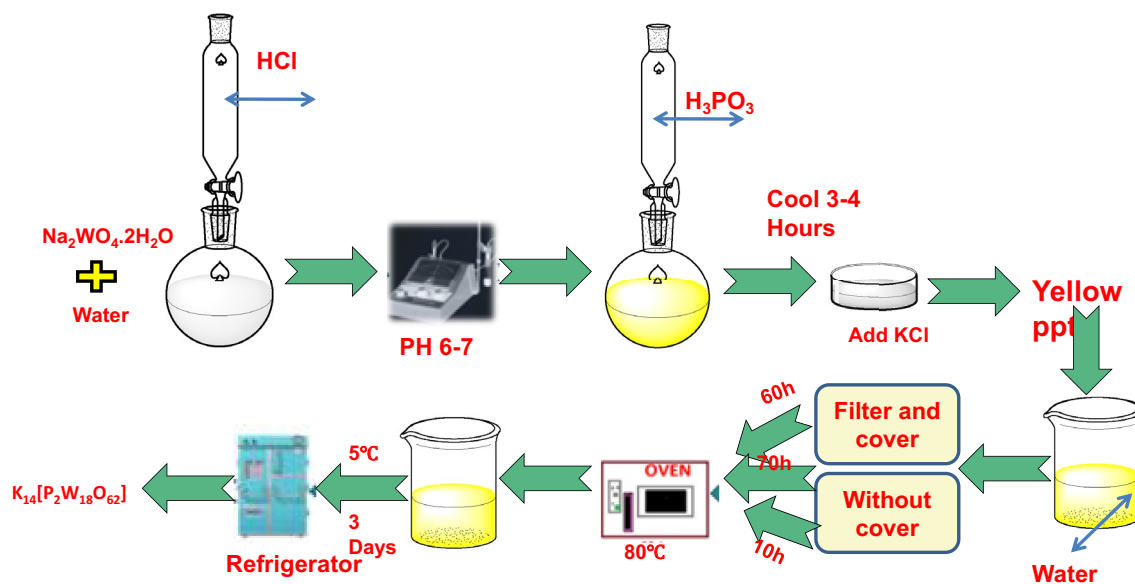 HCl
Na₂WO₄.2H₂O
Water
PH 6-7
H₃PO₃
Cool 3-4
Hours
Add KCl
Yellow
ppt
Water
Filter and
cover
Without
cover
60h
70h
10h
OVEN
80℃
5℃
3
Days
Refrigerator
K₁₄[P₂W₁₈O₆₂]